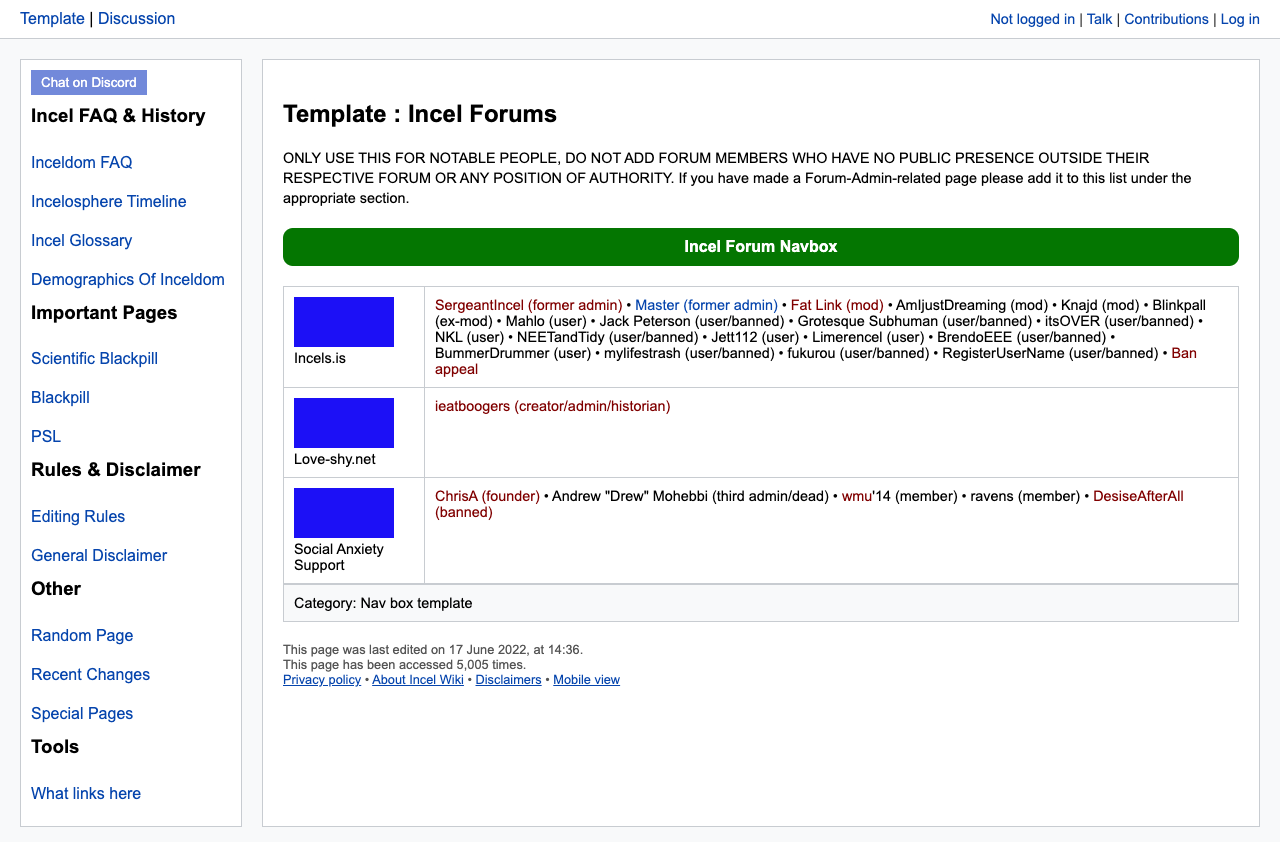 Template | Discussion
Not logged in | Talk | Contributions | Log in
Chat on Discord
Incel FAQ & History
Inceldom FAQ
Incelosphere Timeline
Incel Glossary
Demographics Of Inceldom
Important Pages
Scientific Blackpill
Blackpill
PSL
Rules & Disclaimer
Editing Rules
General Disclaimer
Other
Random Page
Recent Changes
Special Pages
Tools
What links here
Template : Incel Forums
ONLY USE THIS FOR NOTABLE PEOPLE, DO NOT ADD FORUM MEMBERS WHO HAVE NO PUBLIC PRESENCE OUTSIDE THEIR
RESPECTIVE FORUM OR ANY POSITION OF AUTHORITY. If you have made a Forum-Admin-related page please add it to this list under the
appropriate section.
Incel Forum Navbox
Incels.is
SergeantIncel (former admin) • Master (former admin) • Fat Link (mod) • AmIjustDreaming (mod) • Knajd (mod) • Blinkpall
(ex-mod) • Mahlo (user) • Jack Peterson (user/banned) • Grotesque Subhuman (user/banned) • itsOVER (user/banned) •
NKL (user) • NEETandTidy (user/banned) • Jett112 (user) • Limerencel (user) • BrendoEEE (user/banned) •
BummerDrummer (user) • mylifestrash (user/banned) • fukurou (user/banned) • RegisterUserName (user/banned) • Ban
appeal
Love-shy.net
ieatboogers (creator/admin/historian)
Social Anxiety
Support
ChrisA (founder) • Andrew "Drew" Mohebbi (third admin/dead) • wmu'14 (member) • ravens (member) • DesiseAfterAll
(banned)
Category: Nav box template
This page was last edited on 17 June 2022, at 14:36.
This page has been accessed 5,005 times.
Privacy policy • About Incel Wiki • Disclaimers • Mobile view